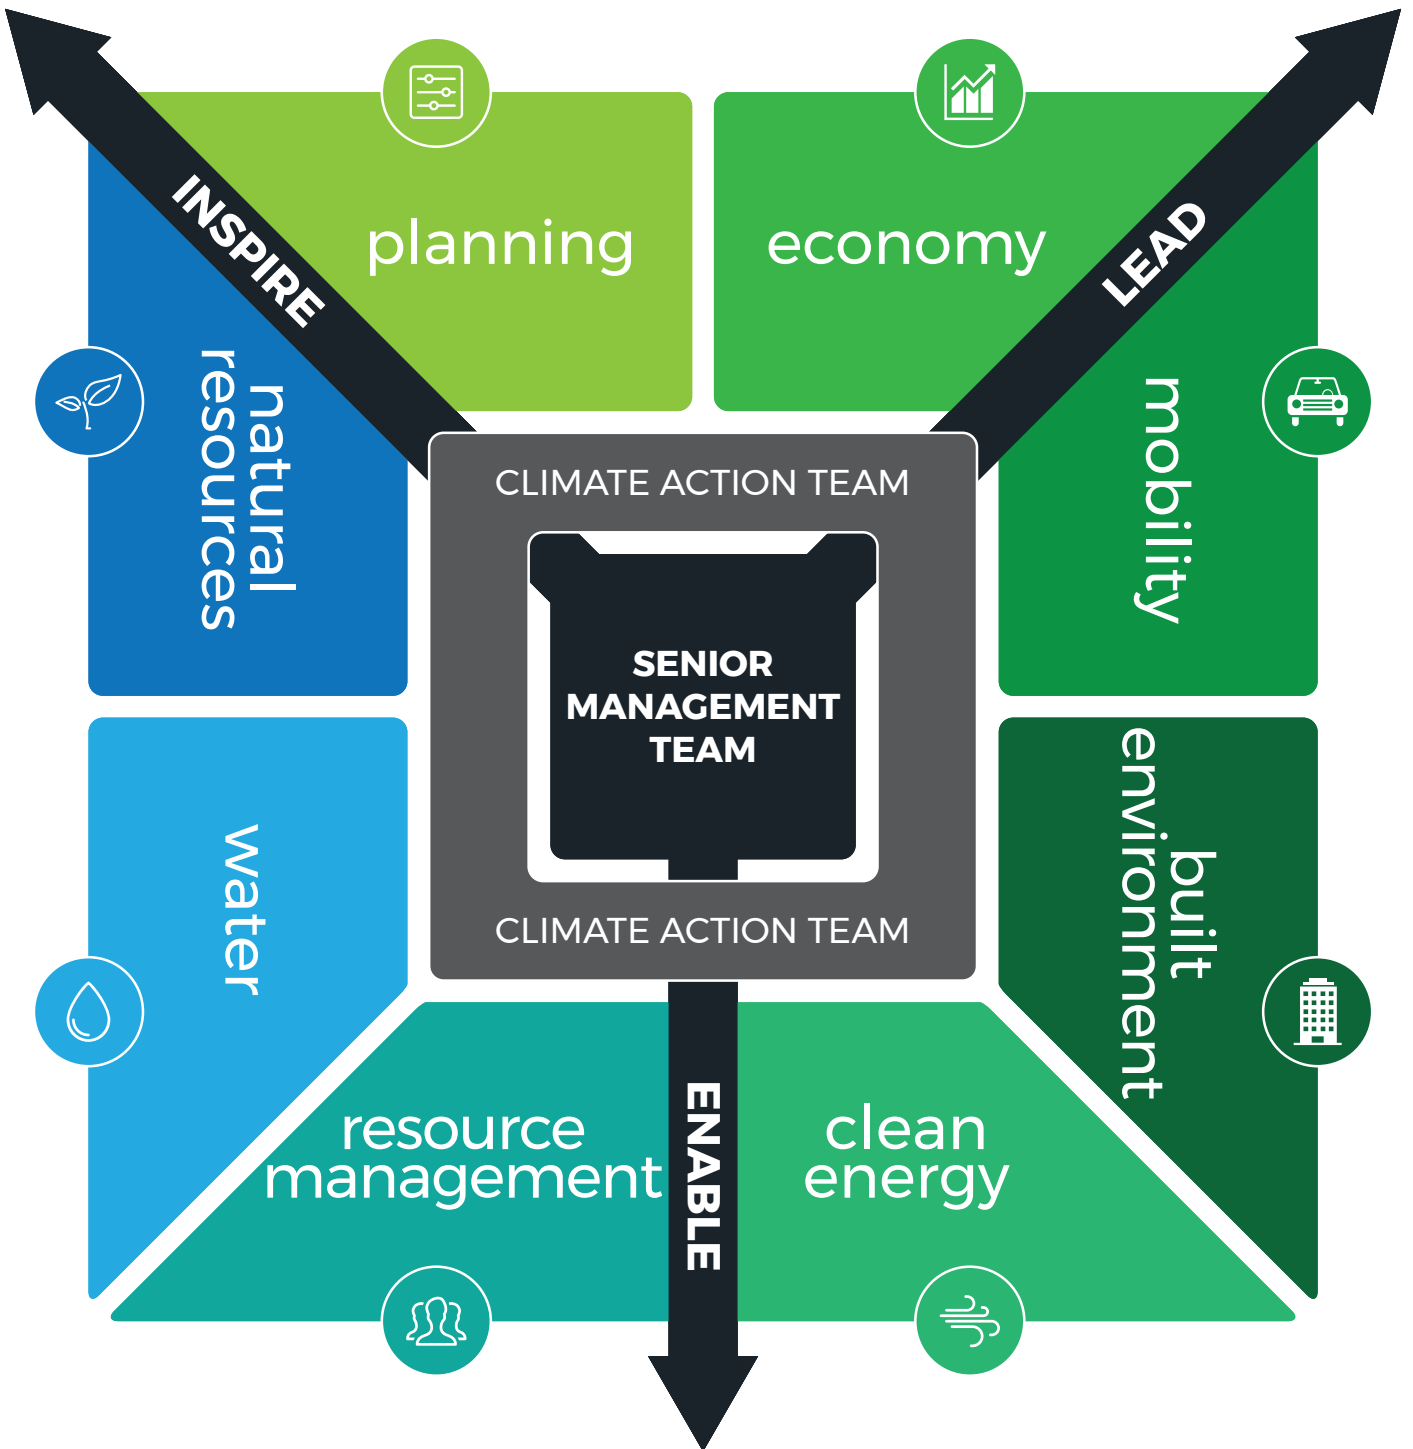 planning
economy
INSPIRE
LEAD
natural
resources
mobility
CLIMATE ACTION TEAM
SENIOR
MANAGEMENT
TEAM
CLIMATE ACTION TEAM
water
built
environment
resource
management
ENABLE
clean
energy